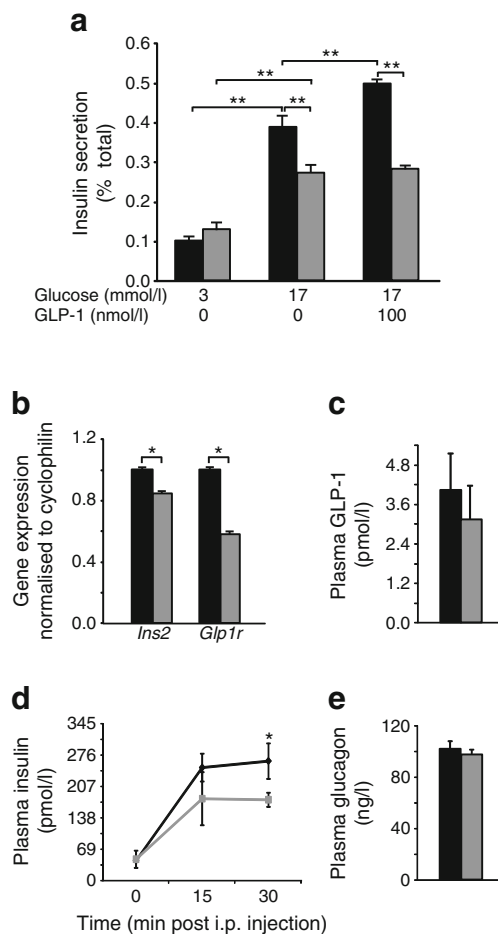 a
Insulin secretion
(% total)
0.6
0.5
0.4
0.3
0.2
0.1
0.0
**
**
**
**
**
Glucose (mmol/l) 3 17 17
GLP-1 (nmol/l) 0 0 100
b
Gene expression
normalised to cyclophilin
1.2
0.8
0.4
0.0
*
*
Ins2 Glp1r
c
Plasma GLP-1
(pmol/l)
4.8
3.6
2.4
1.2
0.0
d
Plasma insulin
(pmol/l)
345
276
207
138
69
0
*
0 15 30
Time (min post i.p. injection)
e
Plasma glucagon
(ng/l)
120
80
40
0